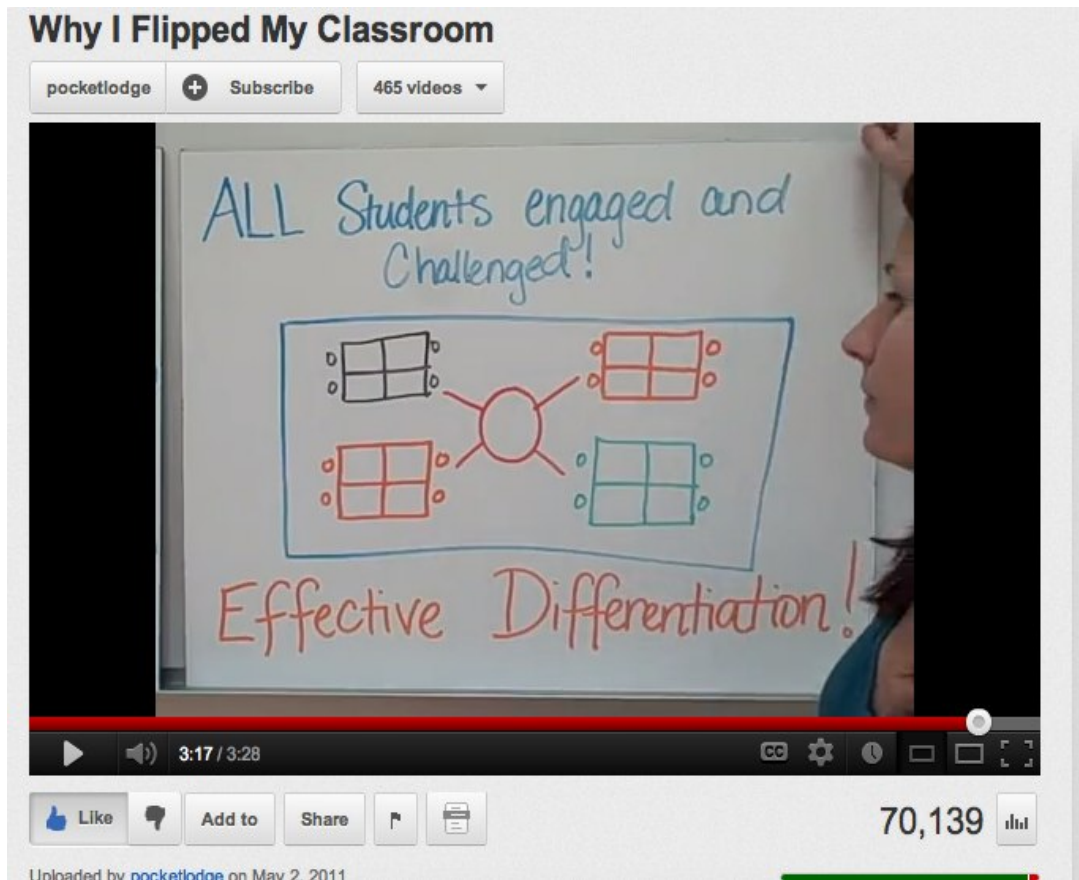 Why I Flipped My Classroom
pocketlodge Subscribe 465 videos
ALL Students engaged and
Challenged!
Effective Differentiation!
3:17 / 3:28 CC
Like Add to Share 70,139
Uploaded by pocketlodge on May 2, 2011